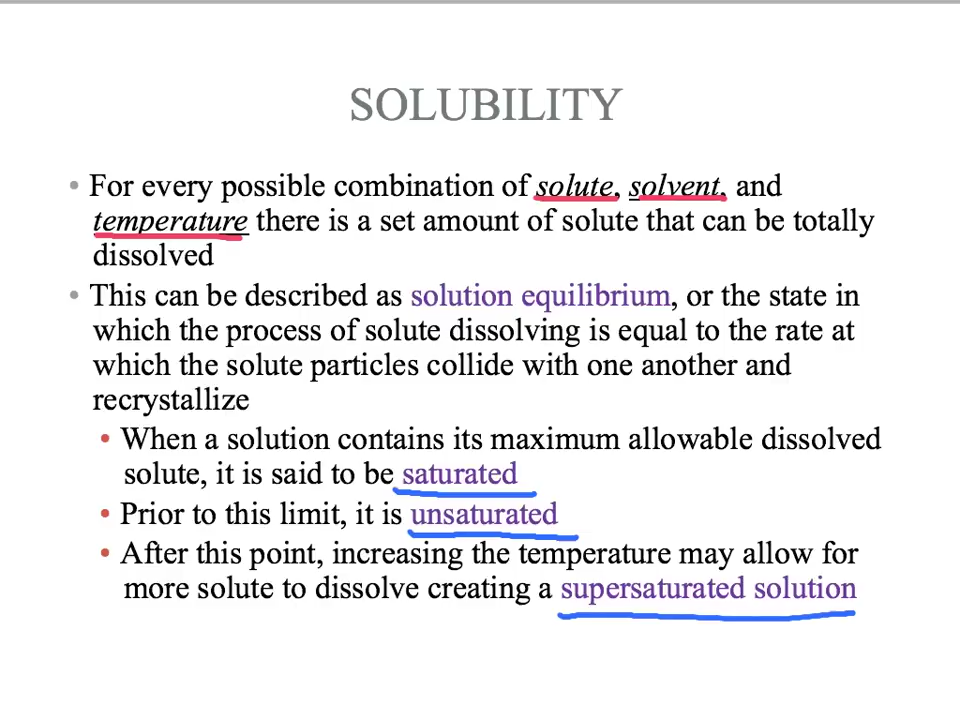 SOLUBILITY
• For every possible combination of solute, solvent, and
temperature there is a set amount of solute that can be totally
dissolved
• This can be described as solution equilibrium, or the state in
which the process of solute dissolving is equal to the rate at
which the solute particles collide with one another and
recrystallize
• When a solution contains its maximum allowable dissolved
solute, it is said to be saturated
• Prior to this limit, it is unsaturated
• After this point, increasing the temperature may allow for
more solute to dissolve creating a supersaturated solution